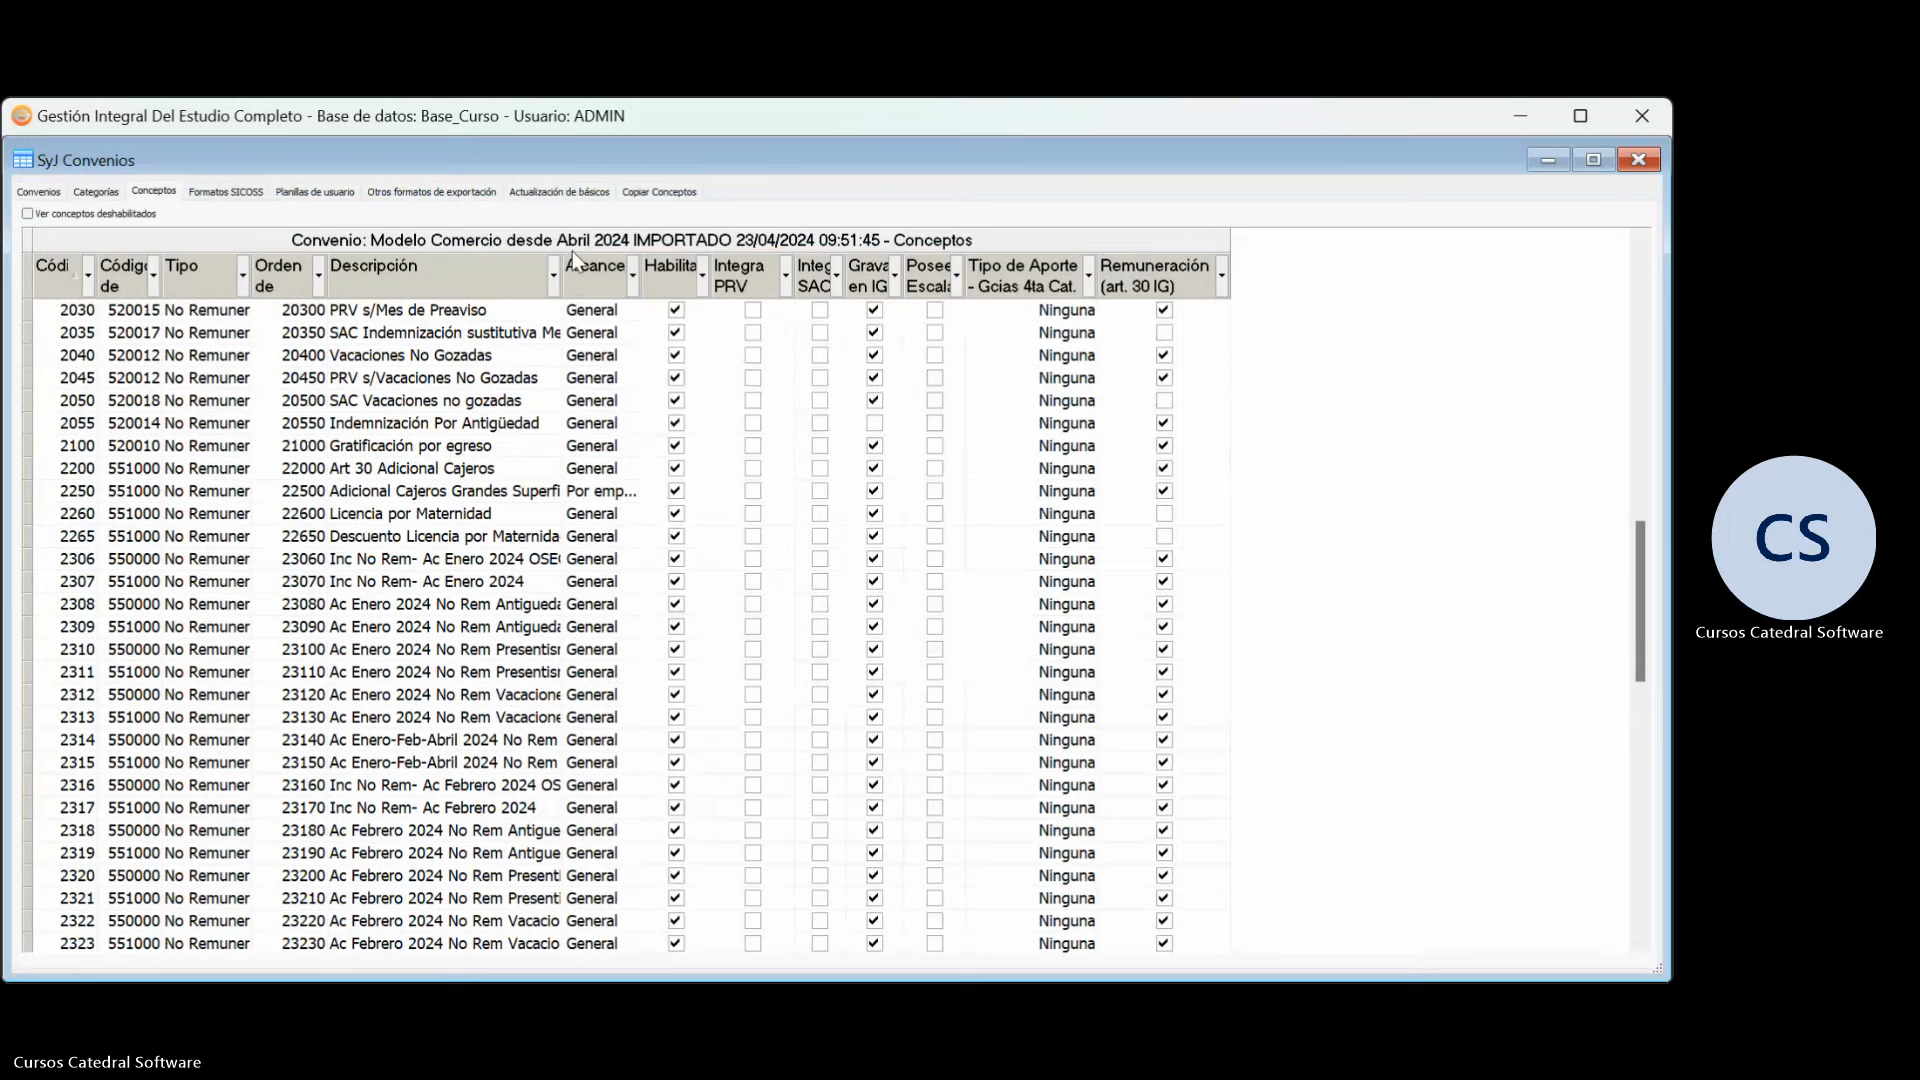 Gestión Integral Del Estudio Completo - Base de datos: Base_Curso - Usuario: ADMIN
SyJ Convenios
Convenios Categorías Conceptos Formatos SICOSS Planillas de usuario Otros formatos de exportación Actualización de básicos Copiar Conceptos
Ver conceptos deshabilitados
Convenio: Modelo Comercio desde Abril 2024 IMPORTADO 23/04/2024 09:51:45 - Conceptos
Códi Código Tipo Orden Descripción Alcance Habilita Integra Integ Grava Posee Tipo de Aporte Remuneración
de de PRV SAC en IG Escala - Gcias 4ta Cat. (art. 30 IG)
2030 520015 No Remuner 20300 PRV s/Mes de Preaviso General Ninguna
2035 520017 No Remuner 20350 SAC Indemnización sustitutiva Me General Ninguna
2040 520012 No Remuner 20400 Vacaciones No Gozadas General Ninguna
2045 520012 No Remuner 20450 PRV s/Vacaciones No Gozadas General Ninguna
2050 520018 No Remuner 20500 SAC Vacaciones no gozadas General Ninguna
2055 520014 No Remuner 20550 Indemnización Por Antigüedad General Ninguna
2100 520010 No Remuner 21000 Gratificación por egreso General Ninguna
2200 551000 No Remuner 22000 Art 30 Adicional Cajeros General Ninguna
2250 551000 No Remuner 22500 Adicional Cajeros Grandes Superfi Por emp... Ninguna
2260 551000 No Remuner 22600 Licencia por Maternidad General Ninguna
2265 551000 No Remuner 22650 Descuento Licencia por Maternida General Ninguna
2306 550000 No Remuner 23060 Inc No Rem- Ac Enero 2024 OSE General Ninguna
2307 551000 No Remuner 23070 Inc No Rem- Ac Enero 2024 General Ninguna
2308 550000 No Remuner 23080 Ac Enero 2024 No Rem Antigueda General Ninguna
2309 551000 No Remuner 23090 Ac Enero 2024 No Rem Antigueda General Ninguna
2310 550000 No Remuner 23100 Ac Enero 2024 No Rem Presentisr General Ninguna
2311 551000 No Remuner 23110 Ac Enero 2024 No Rem Presentisr General Ninguna
2312 550000 No Remuner 23120 Ac Enero 2024 No Rem Vacacione General Ninguna
2313 551000 No Remuner 23130 Ac Enero 2024 No Rem Vacacione General Ninguna
2314 550000 No Remuner 23140 Ac Enero-Feb-Abril 2024 No Rem General Ninguna
2315 551000 No Remuner 23150 Ac Enero-Feb-Abril 2024 No Rem General Ninguna
2316 550000 No Remuner 23160 Inc No Rem- Ac Febrero 2024 OS General Ninguna
2317 551000 No Remuner 23170 Inc No Rem- Ac Febrero 2024 General Ninguna
2318 550000 No Remuner 23180 Ac Febrero 2024 No Rem Antigue General Ninguna
2319 551000 No Remuner 23190 Ac Febrero 2024 No Rem Antigue General Ninguna
2320 550000 No Remuner 23200 Ac Febrero 2024 No Rem Presenti General Ninguna
2321 551000 No Remuner 23210 Ac Febrero 2024 No Rem Presenti General Ninguna
2322 550000 No Remuner 23220 Ac Febrero 2024 No Rem Vacacio General Ninguna
2323 551000 No Remuner 23230 Ac Febrero 2024 No Rem Vacacio General Ninguna
CS
Cursos Catedral Software
Cursos Catedral Software